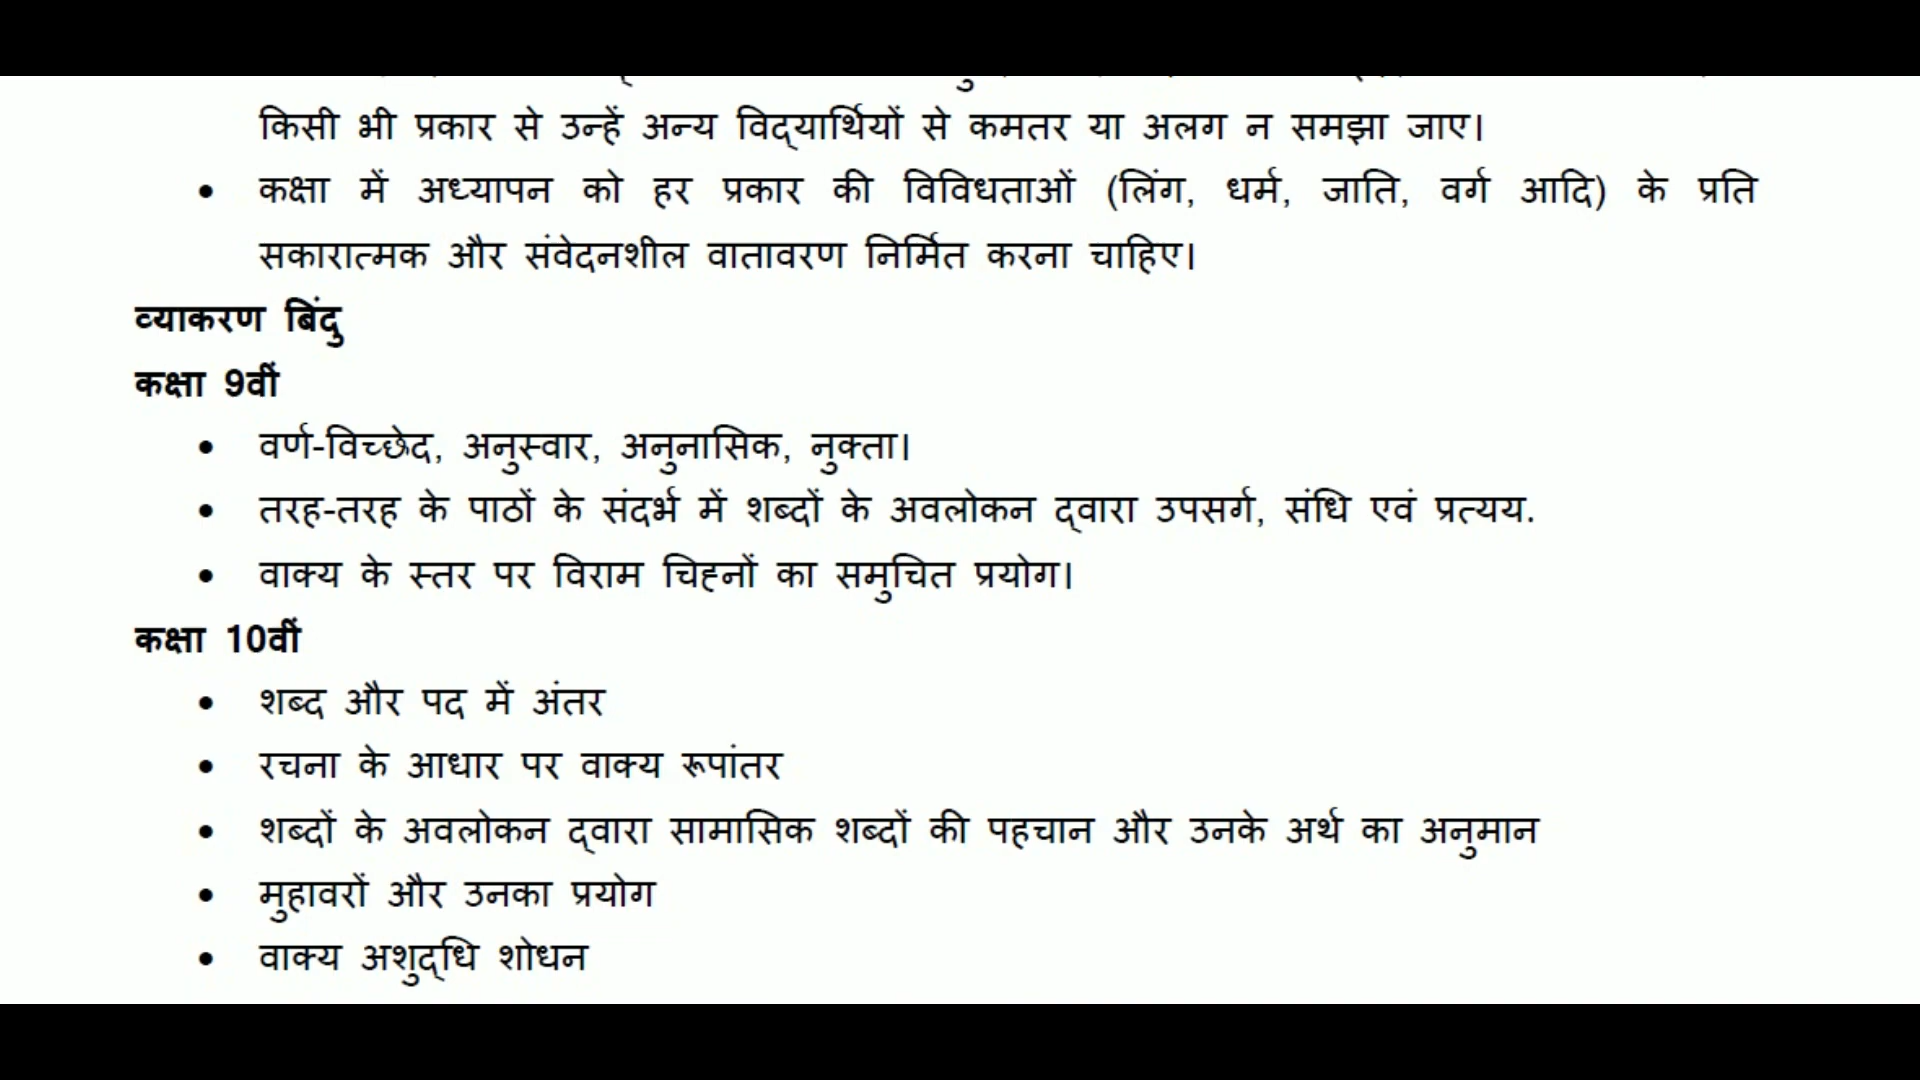 किसी भी प्रकार से उन्हें अन्य विद्यार्थियों से कमतर या अलग न समझा जाए।
• कक्षा में अध्यापन को हर प्रकार की विविधताओं (लिंग, धर्म, जाति, वर्ग आदि) के प्रति
सकारात्मक और संवेदनशील वातावरण निर्मित करना चाहिए।
व्याकरण बिंदु
कक्षा 9वीं
• वर्ण-विच्छेद, अनुस्वार, अनुनासिक, नुक्ता।
• तरह-तरह के पाठों के संदर्भ में शब्दों के अवलोकन द्वारा उपसर्ग, संधि एवं प्रत्यय.
• वाक्य के स्तर पर विराम चिह्नों का समुचित प्रयोग।
कक्षा 10वीं
• शब्द और पद में अंतर
• रचना के आधार पर वाक्य रूपांतर
• शब्दों के अवलोकन द्वारा सामासिक शब्दों की पहचान और उनके अर्थ का अनुमान
• मुहावरों और उनका प्रयोग
• वाक्य अशुद्धि शोधन